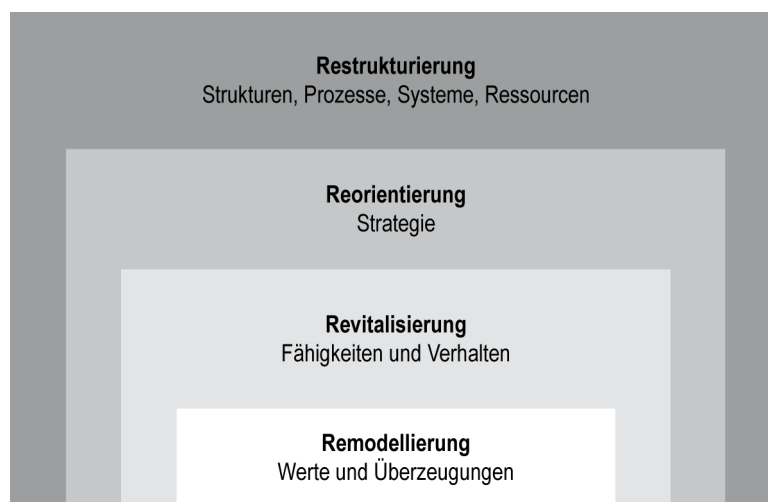 Restrukturierung
Strukturen, Prozesse, Systeme, Ressourcen
Reorientierung
Strategie
Revitalisierung
Fähigkeiten und Verhalten
Remodellierung
Werte und Überzeugungen